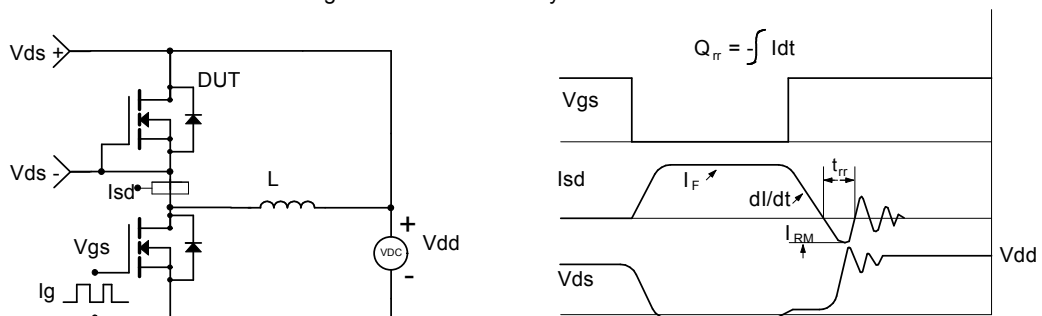 Vds +
DUT
Vds -
Isd
L
Vgs
Ig
+
VDC
-
Vdd
Qrr = -∫ Idt
Vgs
Isd
IF
dI/dt
trr
IRM
Vds
Vdd